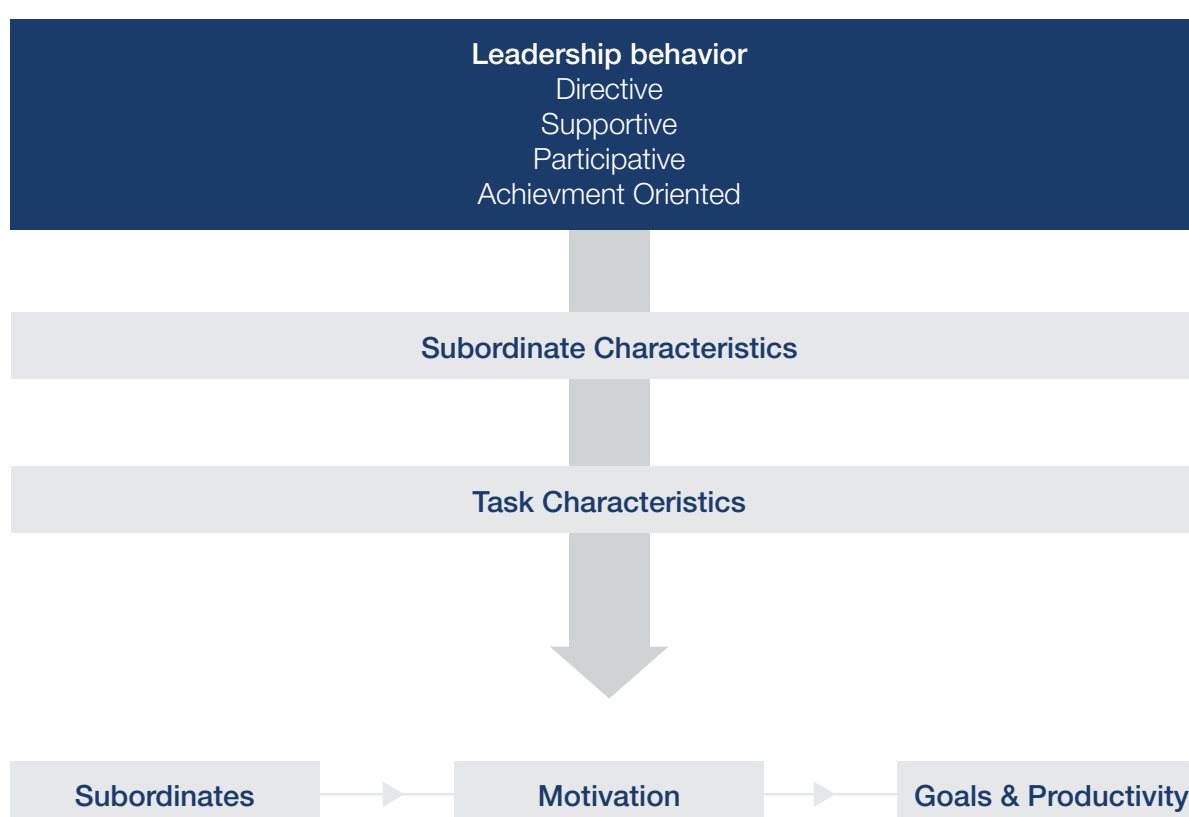 Leadership behavior
Directive
Supportive
Participative
Achievment Oriented
Subordinate Characteristics
Task Characteristics
Subordinates
Motivation
Goals & Productivity